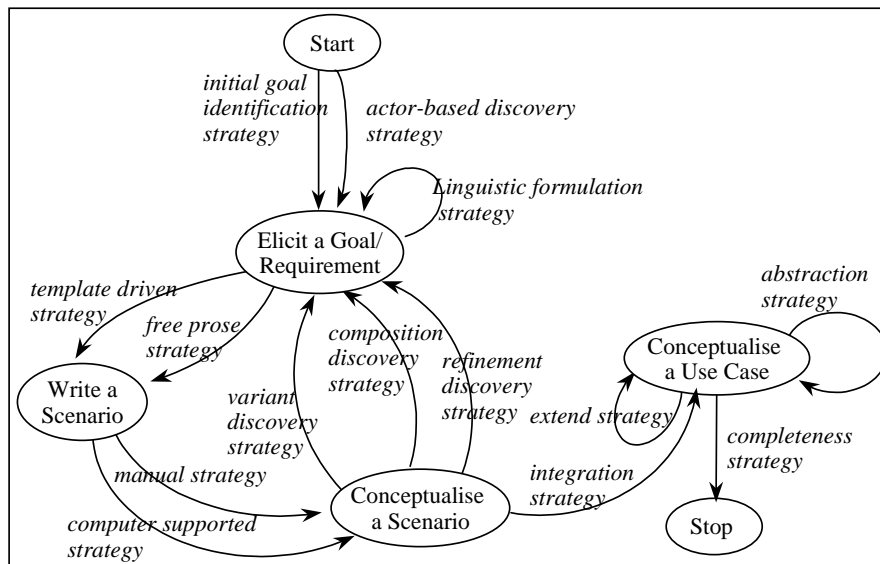 Start
initial goal
identification
strategy
actor-based discovery
strategy
Linguistic formulation
strategy
Elicit a Goal/
Requirement
template driven
strategy
free prose
strategy
composition
discovery
strategy
refinement
discovery
strategy
variant
discovery
strategy
abstraction
strategy
Conceptualise
a Use Case
Write a
Scenario
extend strategy
completeness
strategy
manual strategy
integration
strategy
Conceptualise
a Scenario
computer supported
strategy
Stop